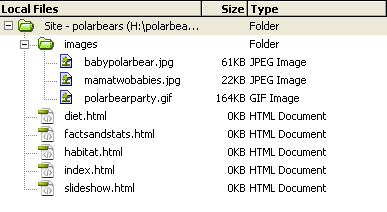 Local Files Size Type
Site - polarbears (H:\polarbea... Folder
images Folder
babypolarbear.jpg 61KB JPEG Image
mamatwobabies.jpg 22KB JPEG Image
polarbearparty.gif 164KB GIF Image
diet.html 0KB HTML Document
factsandstats.html 0KB HTML Document
habitat.html 0KB HTML Document
index.html 0KB HTML Document
slideshow.html 0KB HTML Document